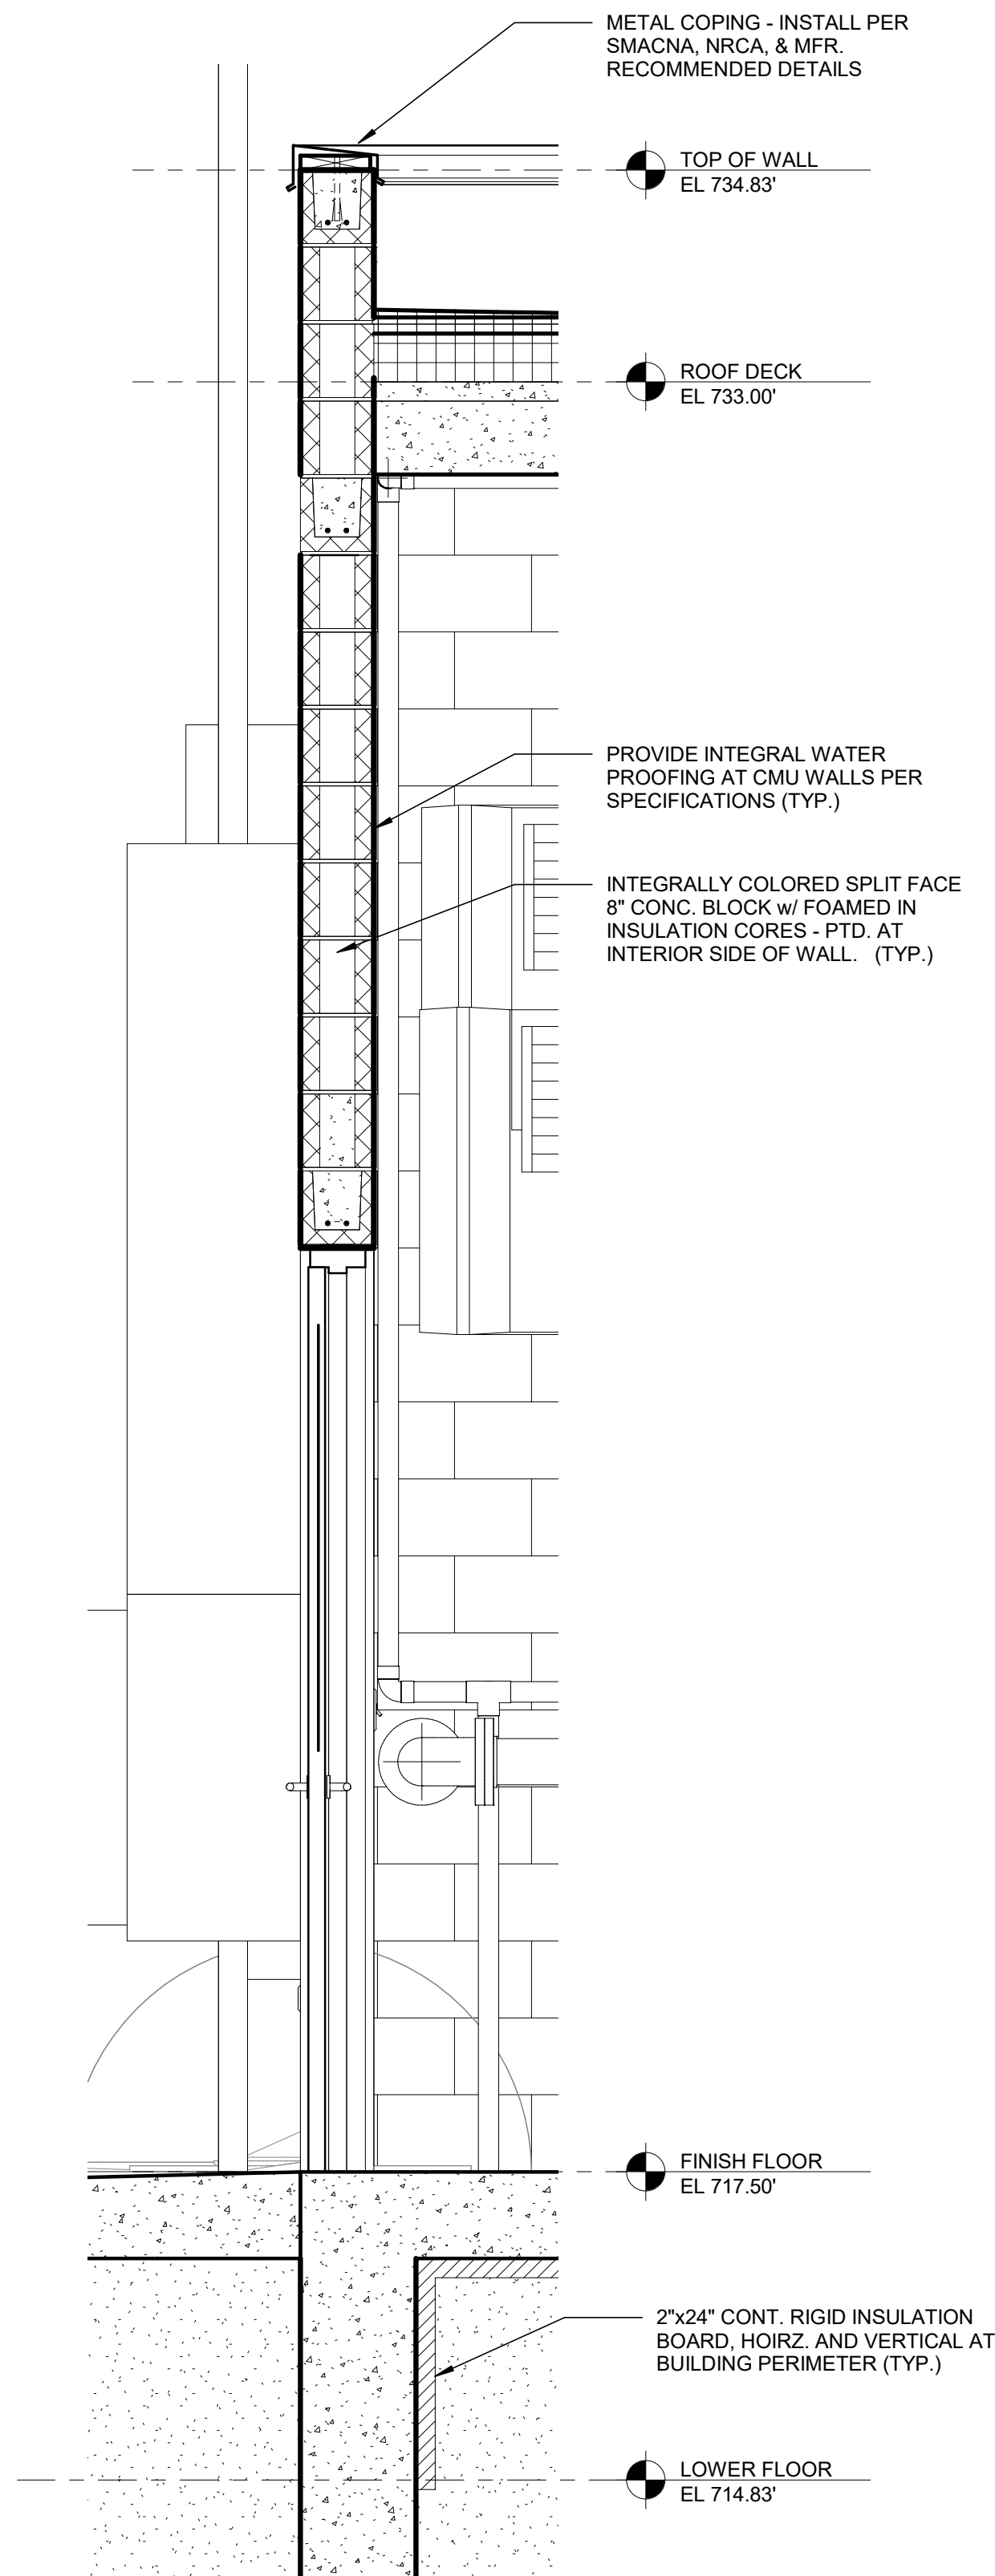 METAL COPING - INSTALL PER
SMACNA, NRCA, & MFR.
RECOMMENDED DETAILS
TOP OF WALL
EL 734.83'
ROOF DECK
EL 733.00'
PROVIDE INTEGRAL WATER
PROOFING AT CMU WALLS PER
SPECIFICATIONS (TYP.)
INTEGRALLY COLORED SPLIT FACE
8" CONC. BLOCK w/ FOAMED IN
INSULATION CORES - PTD. AT
INTERIOR SIDE OF WALL. (TYP.)
FINISH FLOOR
EL 717.50'
2"x24" CONT. RIGID INSULATION
BOARD, HOIRZ. AND VERTICAL AT
BUILDING PERIMETER (TYP.)
LOWER FLOOR
EL 714.83'